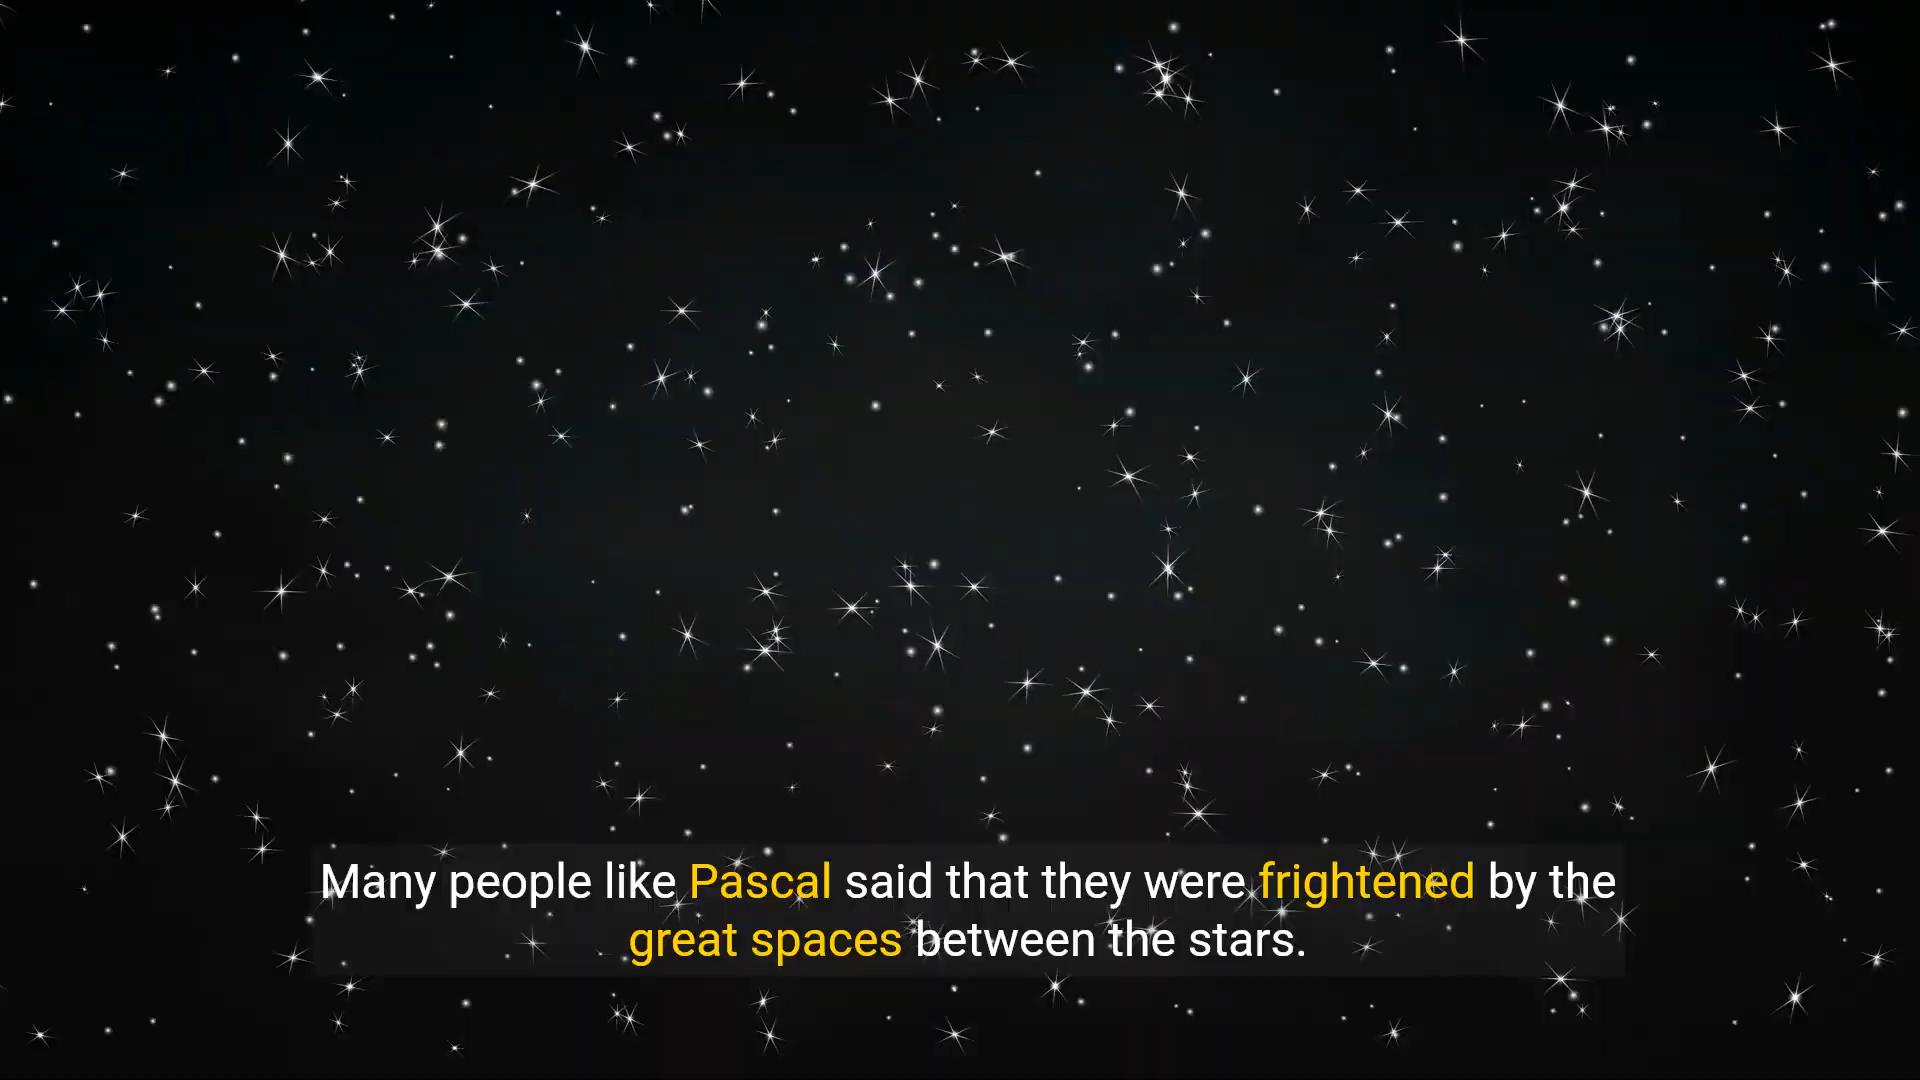 Many people like Pascal said that they were frightened by the
great spaces between the stars.